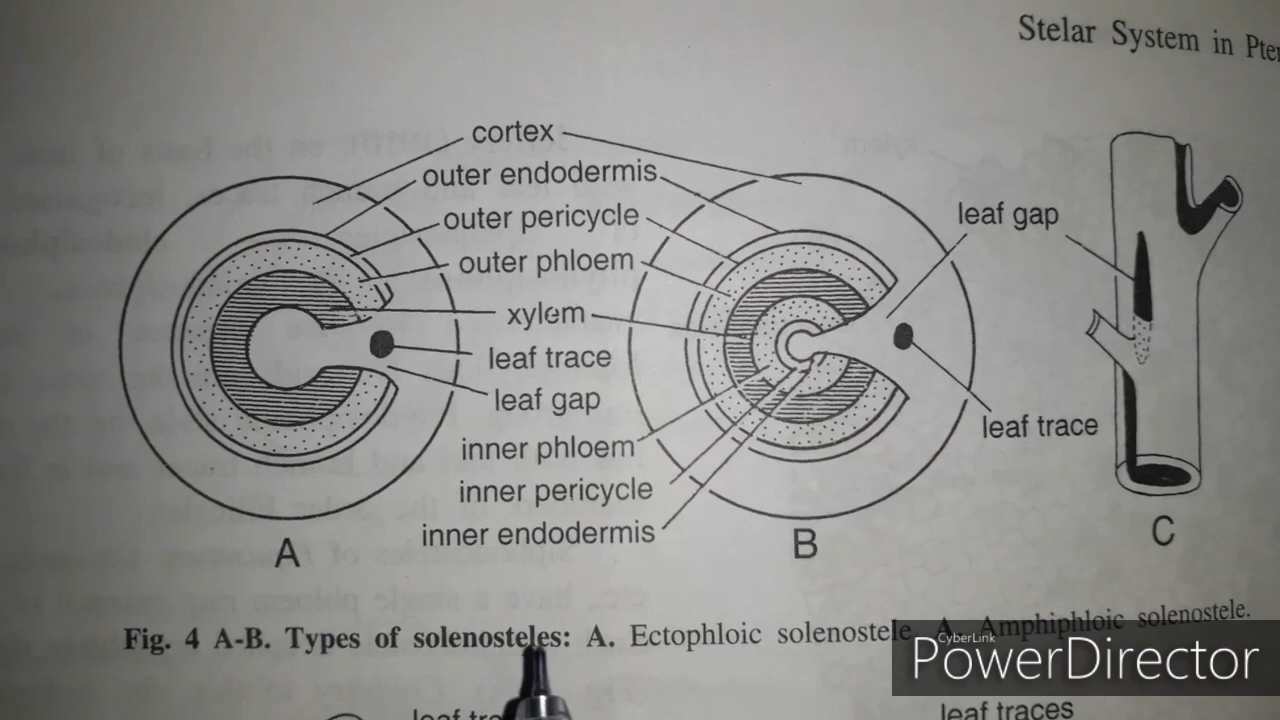 Stelar System in Pter
cortex
outer endodermis
outer pericycle
outer phloem
xylem
leaf trace
leaf gap
inner phloem
inner pericycle
inner endodermis
leaf gap
leaf trace
A
B
C
Fig. 4 A-B. Types of solenosteles: A. Ectophloic solenostele A. Amphiphloic solenostele.
CyberLink
PowerDirector
leaf tra
leaf traces